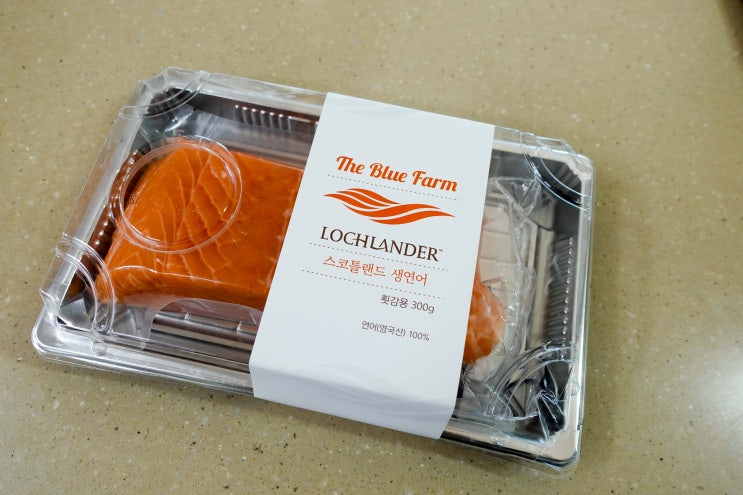 The Blue Farm
LOCHLANDER™
스코틀랜드 생연어
횟감용 300g
연어(영국산) 100%